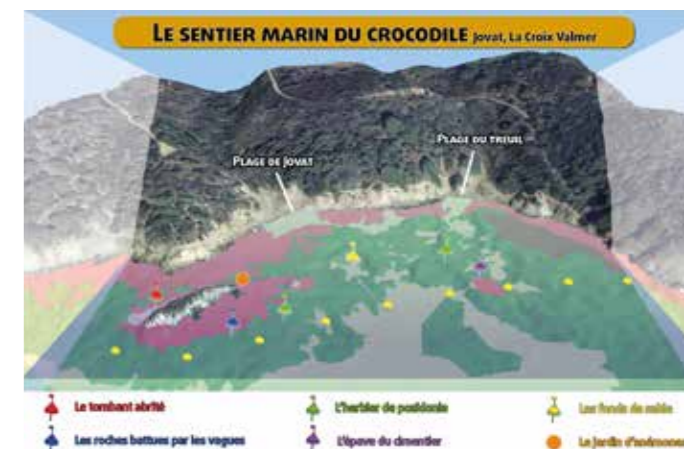 LE SENTIER MARIN DU CROCODILE Jovat, La Croix Valmer
PLAGE DE JOVAT
PLAGE DU TREUIL
Le tombant abrité
L'herbier de posidonie
Les fonds de sable
Les roches battues par les vagues
L'épave du cimentier
Le jardin d'anémones